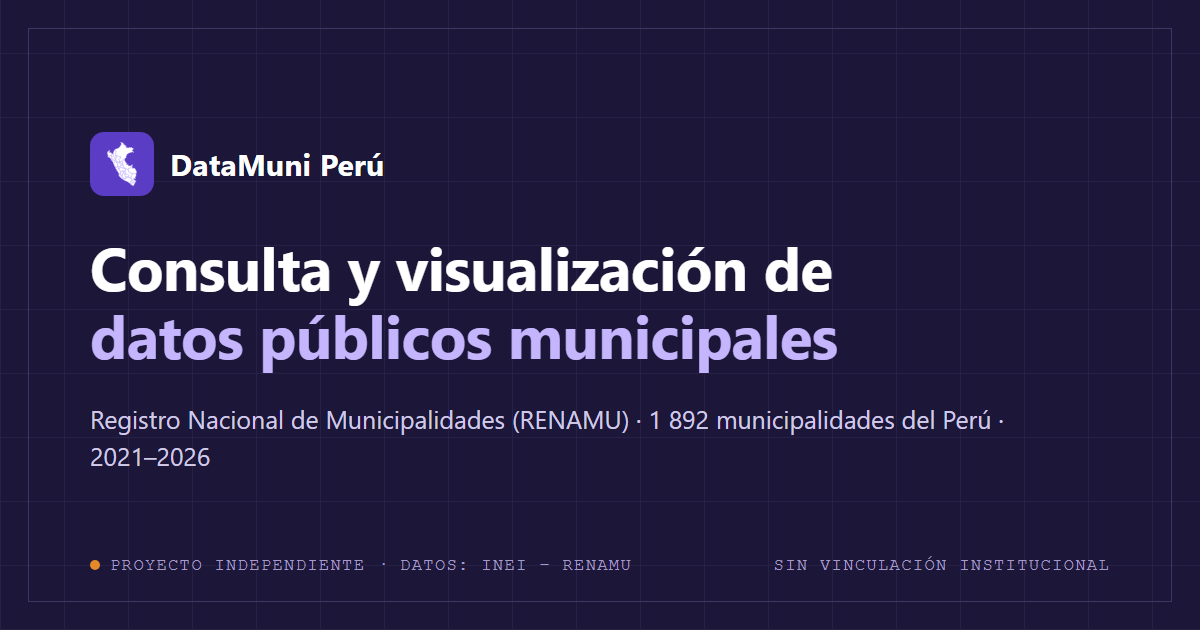 DataMuni Perú
Consulta y visualización de
datos públicos municipales
Registro Nacional de Municipalidades (RENAMU) · 1 892 municipalidades del Perú ·
2021–2026
PROYECTO INDEPENDIENTE · DATOS: INEI – RENAMU
SIN VINCULACIÓN INSTITUCIONAL